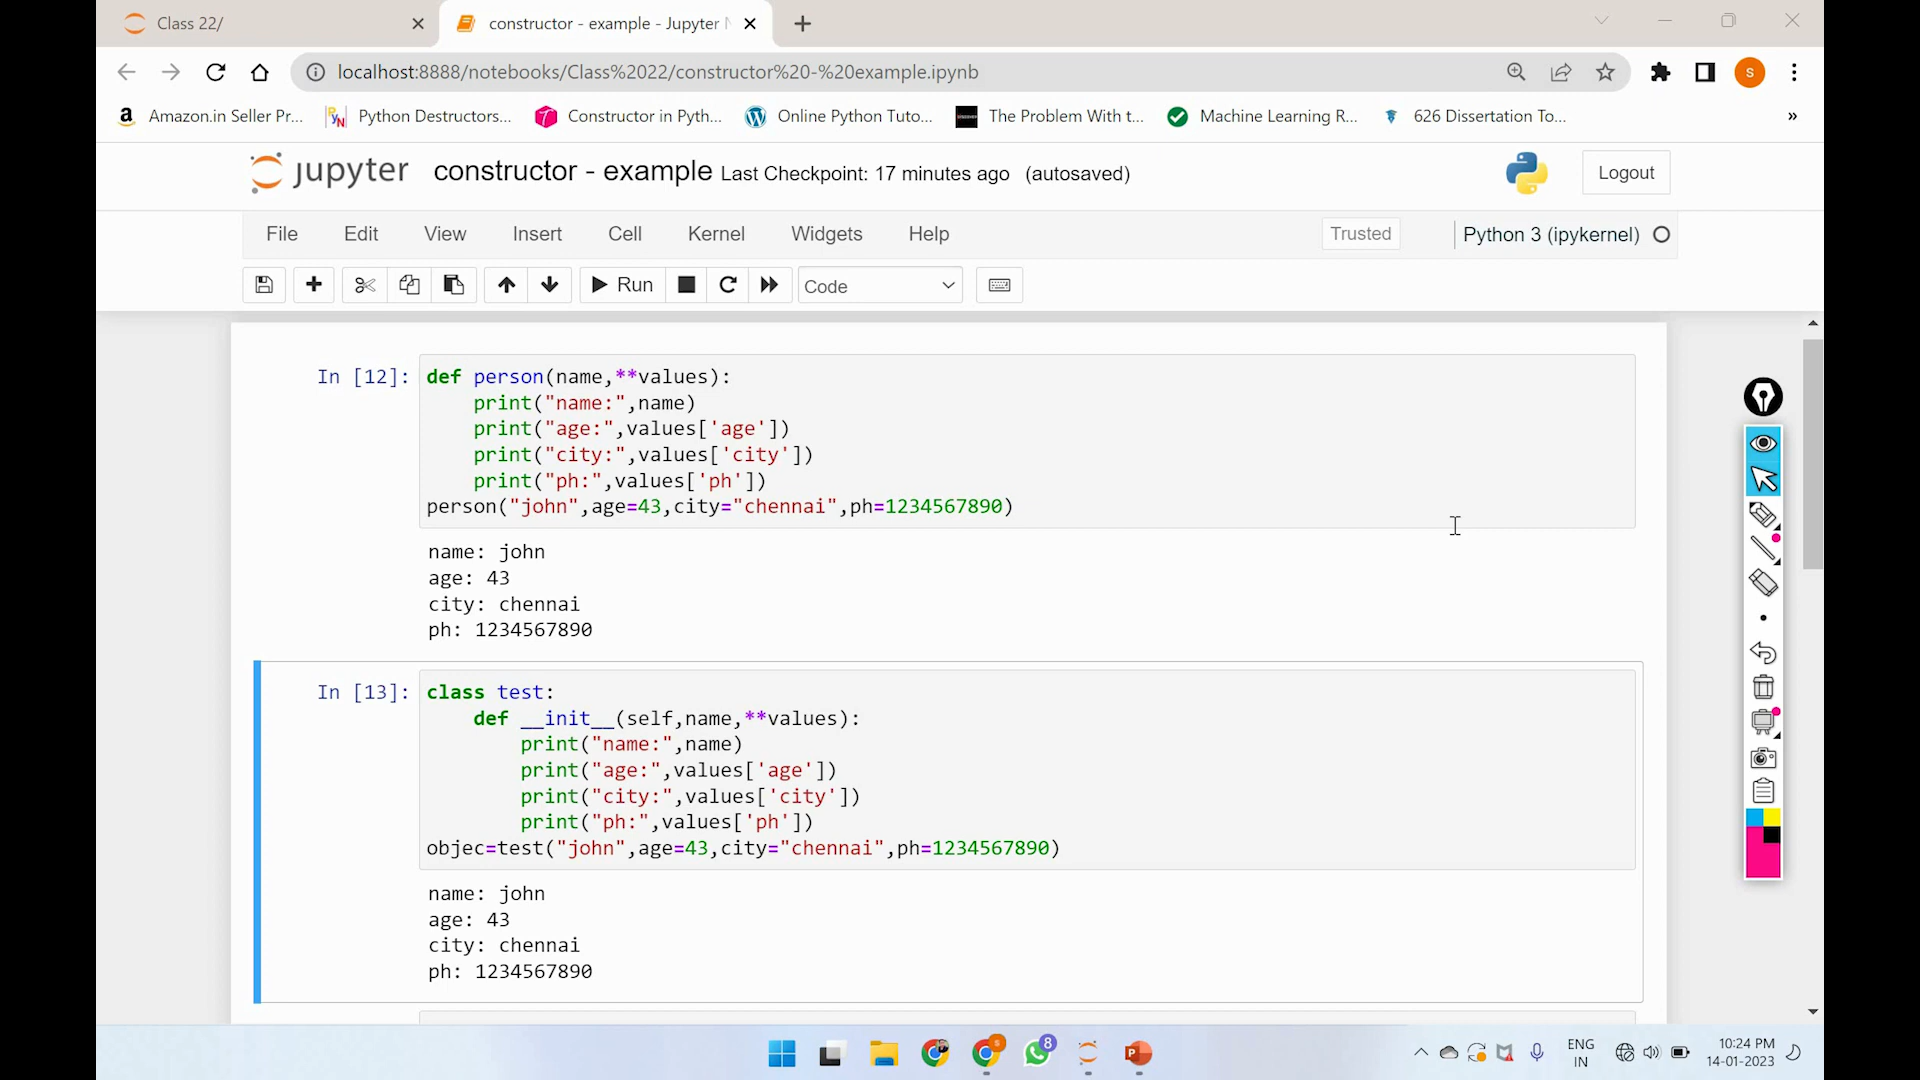 Class 22/
constructor - example - Jupyter N
localhost:8888/notebooks/Class%2022/constructor%20-%20example.ipynb
s
Amazon.in Seller Pr...
Python Destructors...
Constructor in Pyth...
Online Python Tuto...
The Problem With t...
Machine Learning R...
626 Dissertation To...
»
jupyter constructor - example Last Checkpoint: 17 minutes ago (autosaved)
Logout
File Edit View Insert Cell Kernel Widgets Help
Trusted
Python 3 (ipykernel)
Run
Code
In [12]:
def person(name,**values):
    print("name:",name)
    print("age:",values['age'])
    print("city:",values['city'])
    print("ph:",values['ph'])
person("john",age=43,city="chennai",ph=1234567890)
name: john
age: 43
city: chennai
ph: 1234567890
In [13]:
class test:
    def __init__(self,name,**values):
        print("name:",name)
        print("age:",values['age'])
        print("city:",values['city'])
        print("ph:",values['ph'])
objec=test("john",age=43,city="chennai",ph=1234567890)
name: john
age: 43
city: chennai
ph: 1234567890
8
ENG
IN
10:24 PM
14-01-2023